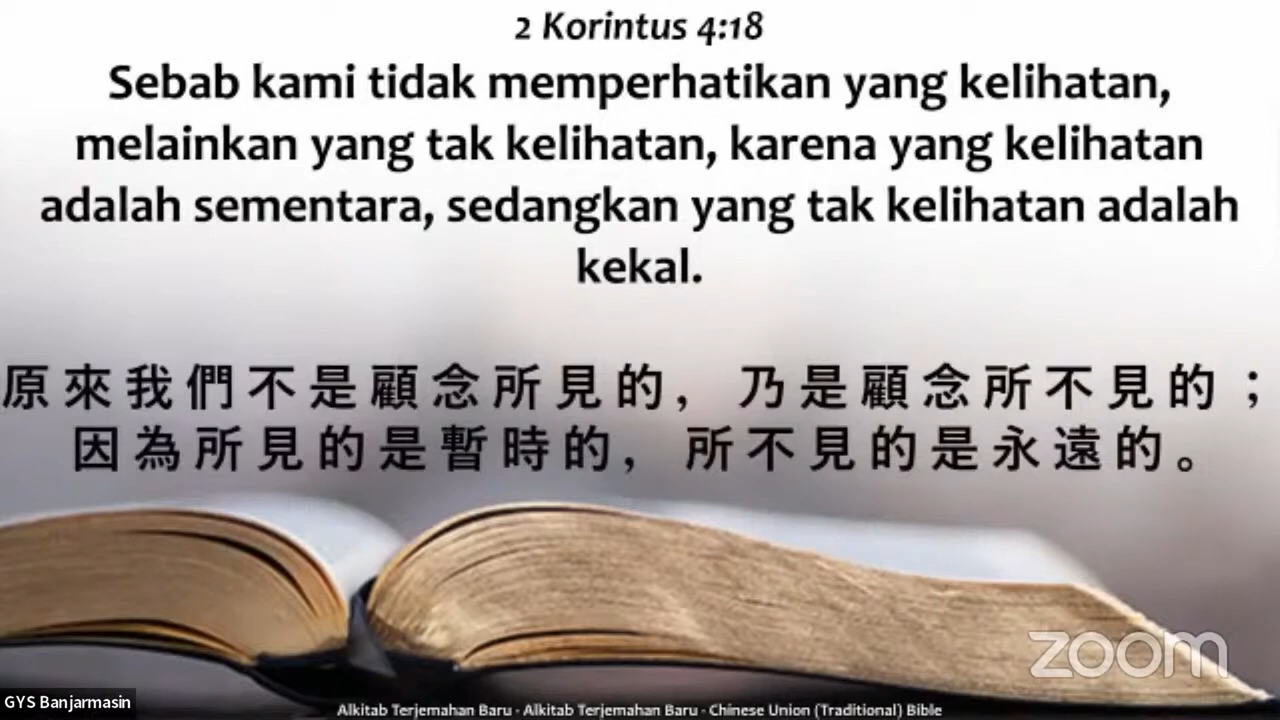 2 Korintus 4:18
Sebab kami tidak memperhatikan yang kelihatan,
melainkan yang tak kelihatan, karena yang kelihatan
adalah sementara, sedangkan yang tak kelihatan adalah
kekal.
原來我們不是顧念所見的，乃是顧念所不見的；
因為所見的是暫時的，所不見的是永遠的。
zoom
GYS Banjarmasin
Alkitab Terjemahan Baru - Alkitab Terjemahan Baru - Chinese Union (Traditional) Bible